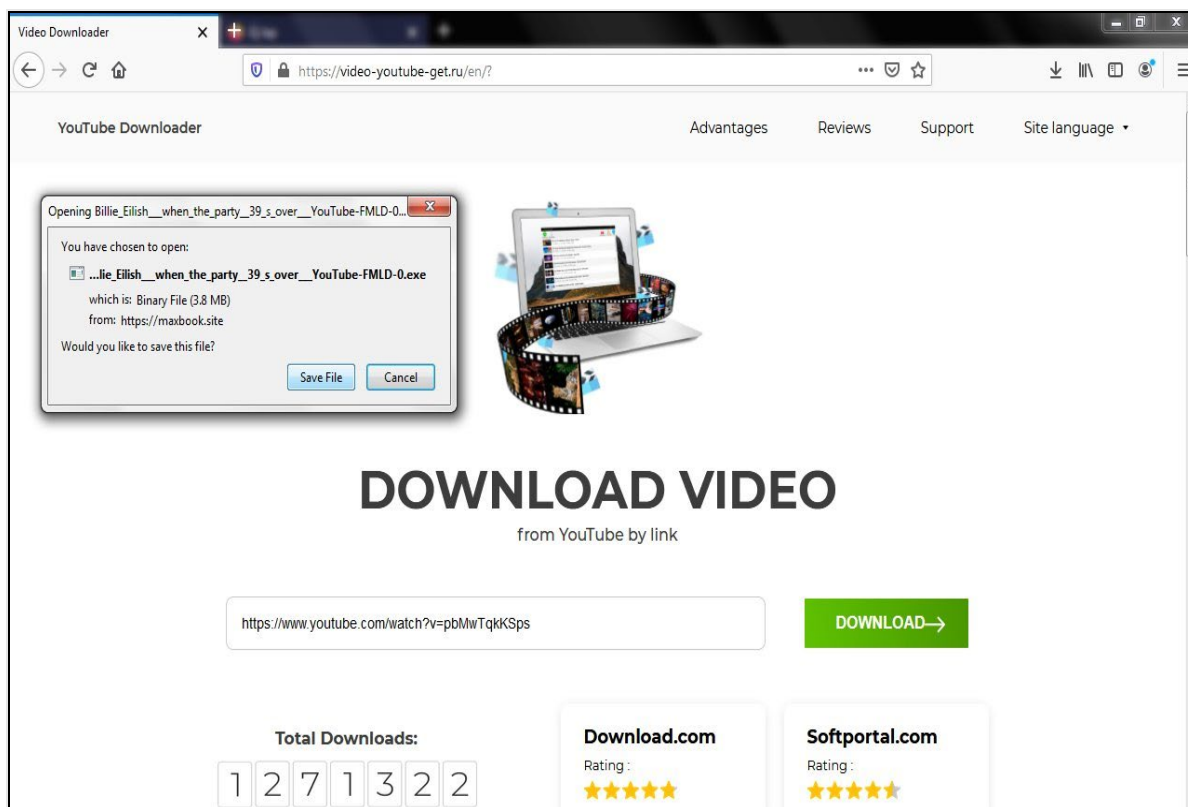 Video Downloader
https://video-youtube-get.ru/en/?
YouTube Downloader
Advantages
Reviews
Support
Site language
Opening Billie_Eilish__when_the_party__39_s_over__YouTube-FMLD-0...
You have chosen to open:
...lie_Eilish__when_the_party__39_s_over__YouTube-FMLD-0.exe
which is: Binary File (3.8 MB)
from: https://maxbook.site
Would you like to save this file?
Save File
Cancel
DOWNLOAD VIDEO
from YouTube by link
https://www.youtube.com/watch?v=pbMwTqkKSps
DOWNLOAD→
Total Downloads:
1271322
Download.com
Rating :
Softportal.com
Rating :